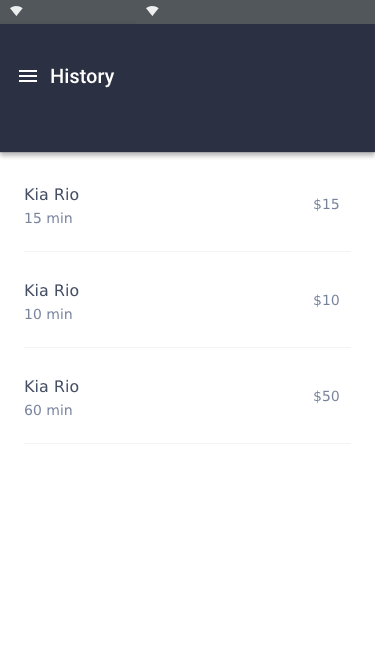 History
Kia Rio
15 min
$15
Kia Rio
10 min
$10
Kia Rio
60 min
$50